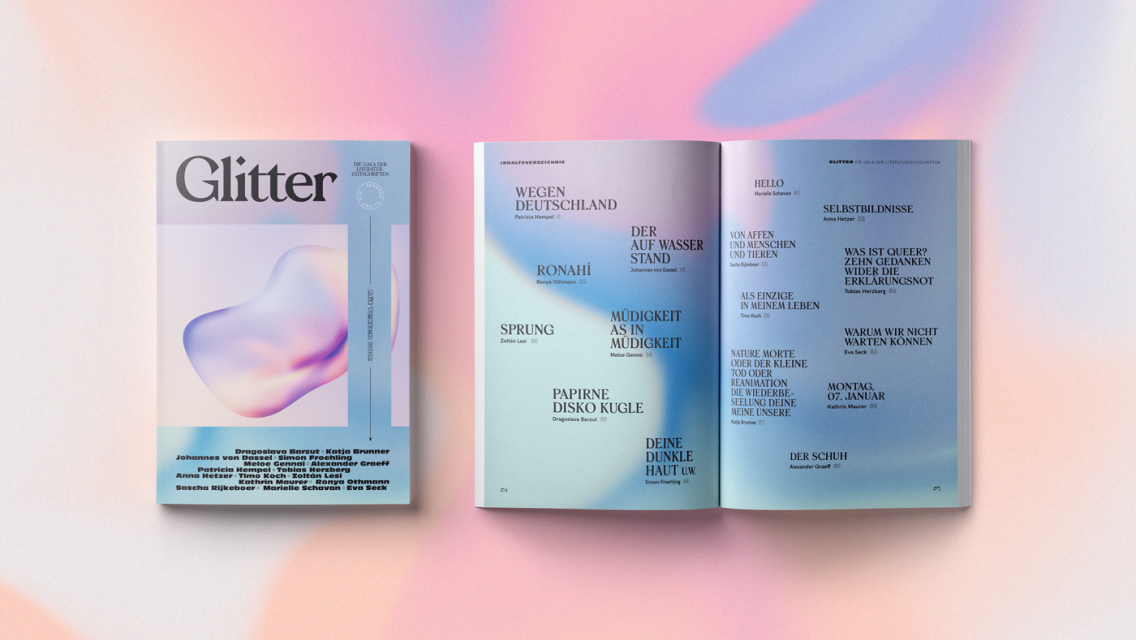 Glitter
DIE GALA DER
LITERATUR-
ZEITSCHRIFTEN
Dragoslava Barzut Katja Brunner
Johannes von Dassel Simon Froehling
Meloe Gennai Alexander Graeff
Patricia Hempel Tobias Herzberg
Anna Hetzer Timo Koch Zoltán Lesi
Kathrin Maurer Ronya Othmann
Sascha Rijkeboer Marielle Schavan Eva Seck
INHALTSVERZEICHNIS
WEGEN
DEUTSCHLAND
Patricia Hempel
DER
AUF WASSER
STAND
Johannes von Dassel
RONAHÎ
Ronya Othmann
SPRUNG
Zoltán Lesi
MÜDIGKEIT
AS IN
MÜDIGKEIT
Meloe Gennai
PAPIRNE
DISKO KUGLE
Dragoslava Barzut
DEINE
DUNKLE
HAUT U.W.
Simon Froehling
2
GLITTER DIE GALA DER LITERATURZEITSCHRIFTEN
HELLO
Marielle Schavan
SELBSTBILDNISSE
Anna Hetzer
VON AFFEN
UND MENSCHEN
UND TIEREN
Sascha Rijkeboer
WAS IST QUEER?
ZEHN GEDANKEN
WIDER DIE
ERKLÄRUNGSNOT
Tobias Herzberg
ALS EINZIGE
IN MEINEM LEBEN
Timo Koch
WARUM WIR NICHT
WARTEN KÖNNEN
Eva Seck
NATURE MORTE
ODER DER KLEINE
TOD ODER
REANIMATION
DIE WIEDERBE-
SEELUNG DEINE
MEINE UNSERE
Katja Brunner
MONTAG,
07. JANUAR
Kathrin Maurer
DER SCHUH
Alexander Graeff
3